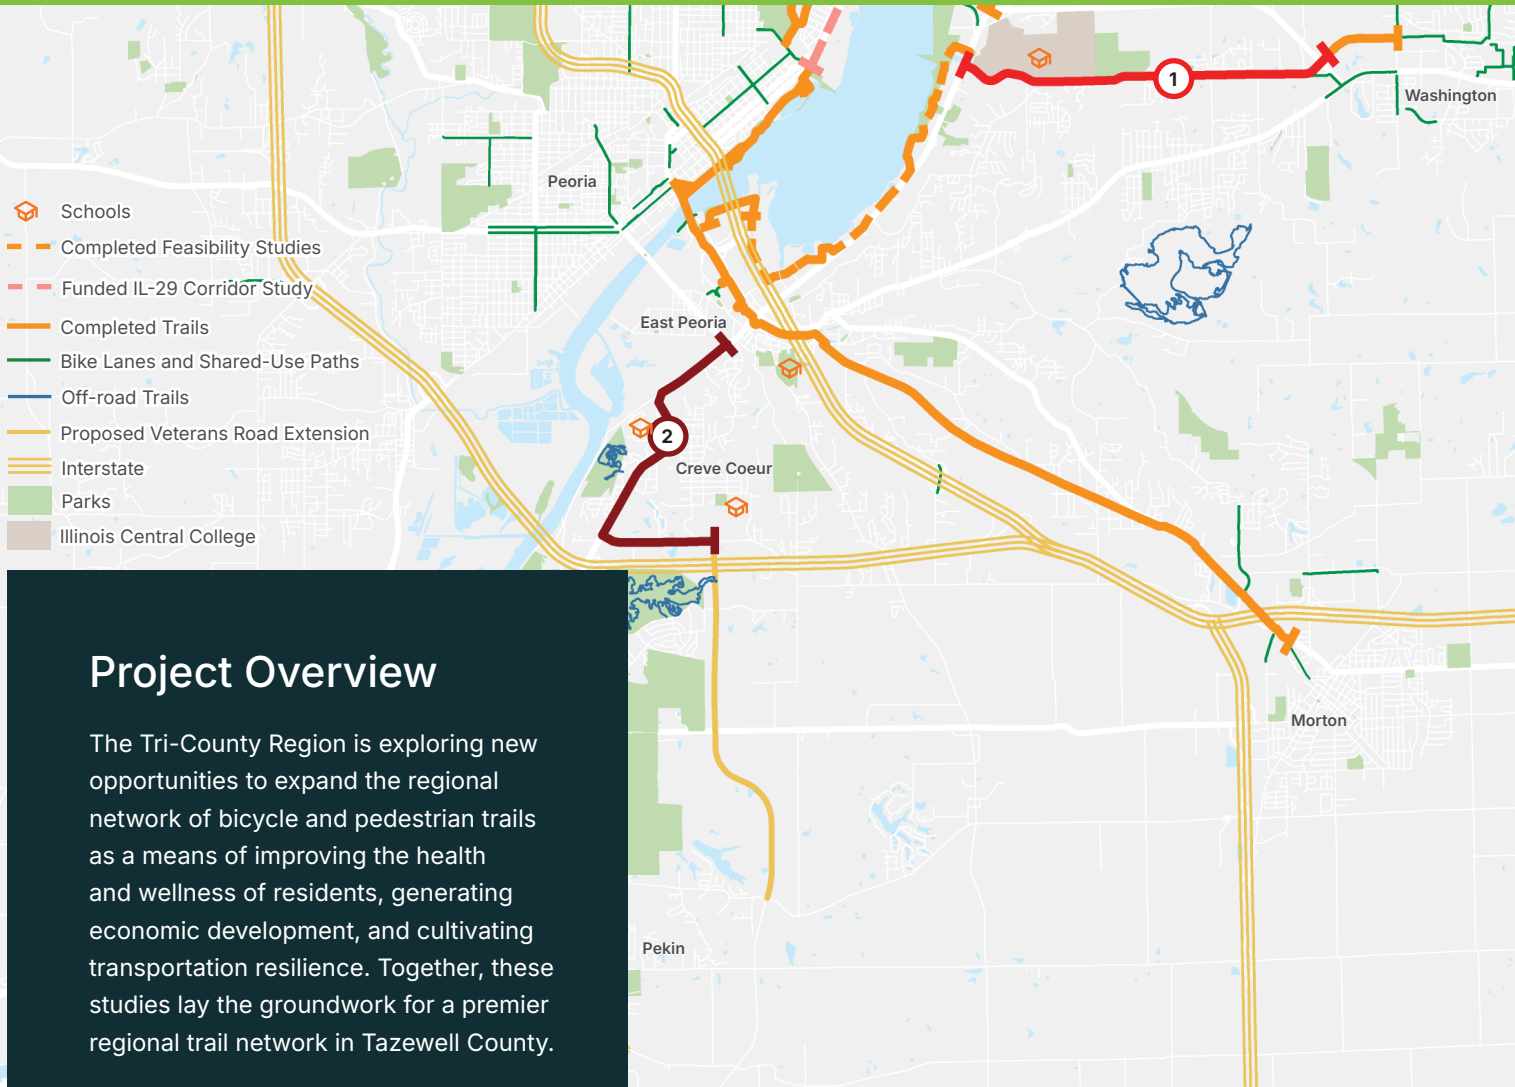 1
Washington
Peoria
Schools
Completed Feasibility Studies
Funded IL-29 Corridor Study
Completed Trails
Bike Lanes and Shared-Use Paths
Off-road Trails
Proposed Veterans Road Extension
Interstate
Parks
Illinois Central College
East Peoria
2
Creve Coeur
Morton
Pekin
Project Overview
The Tri-County Region is exploring new
opportunities to expand the regional
network of bicycle and pedestrian trails
as a means of improving the health
and wellness of residents, generating
economic development, and cultivating
transportation resilience. Together, these
studies lay the groundwork for a premier
regional trail network in Tazewell County.